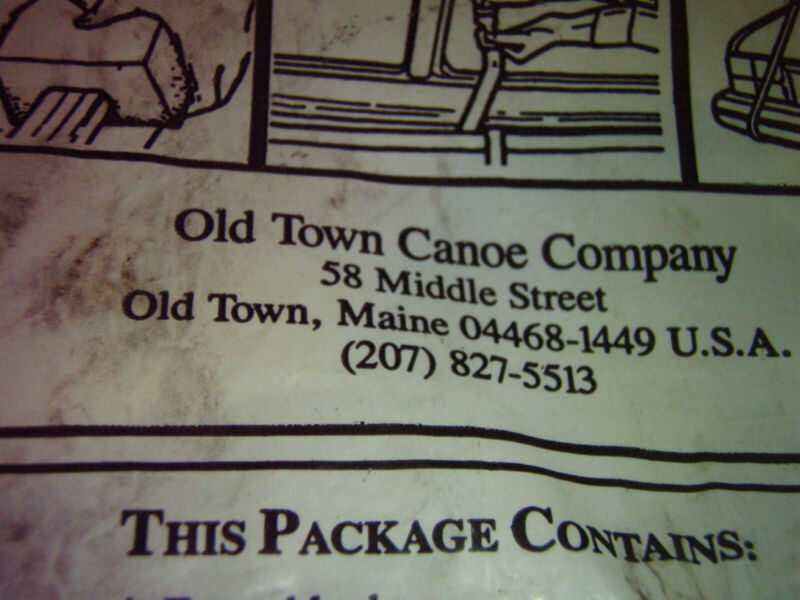 Old Town Canoe Company
58 Middle Street
Old Town, Maine 04468-1449 U.S.A.
(207) 827-5513
THIS PACKAGE CONTAINS: